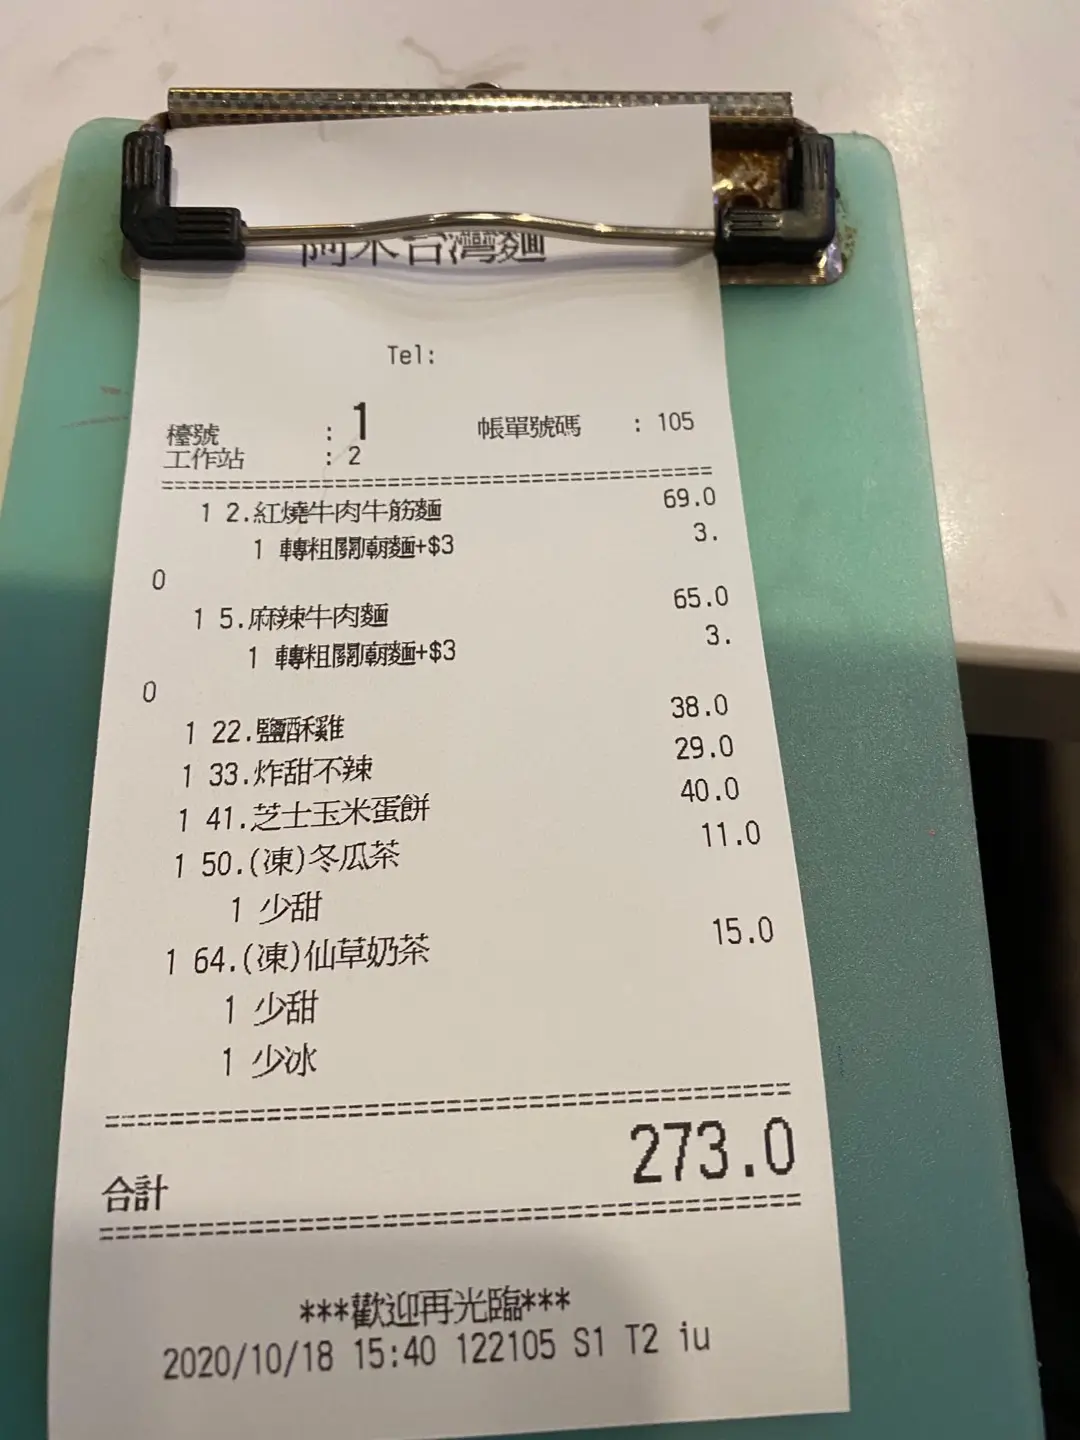 阿木台灣麵
Tel:
檯號 : 1 帳單號碼 : 105
工作站 : 2
1 2.紅燒牛肉牛筋麵 69.0
1 轉粗關廟麵+$3 3.
0
1 5.麻辣牛肉麵 65.0
1 轉粗關廟麵+$3 3.
0
1 22.鹽酥雞 38.0
1 33.炸甜不辣 29.0
1 41.芝士玉米蛋餅 40.0
1 50.(凍)冬瓜茶 11.0
1 少甜
1 64.(凍)仙草奶茶 15.0
1 少甜
1 少冰
合計 273.0
***歡迎再光臨***
2020/10/18 15:40 122105 S1 T2 iu